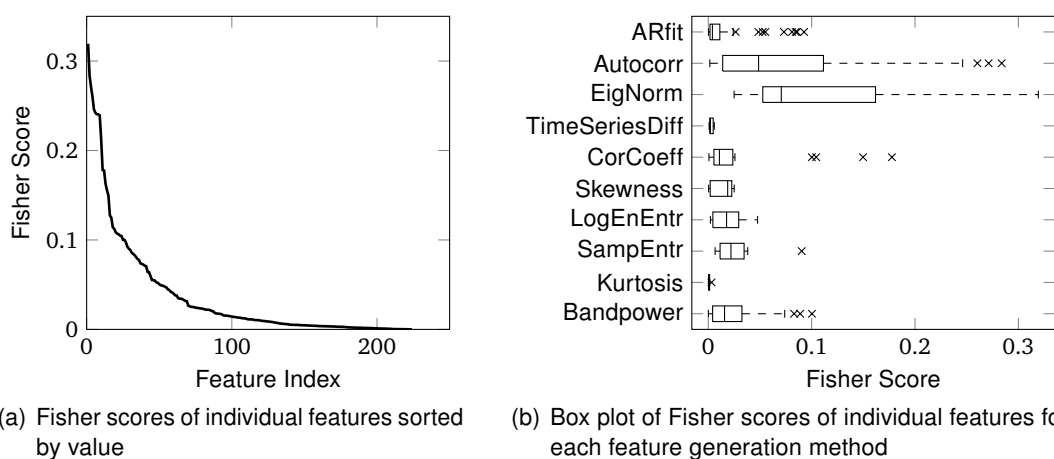 0.3
0.2
0.1
0
Fisher Score
0
100
200
Feature Index
(a) Fisher scores of individual features sorted
by value
ARfit
Autocorr
EigNorm
TimeSeriesDiff
CorCoeff
Skewness
LogEnEntr
SampEntr
Kurtosis
Bandpower
0
0.1
0.2
0.3
Fisher Score
(b) Box plot of Fisher scores of individual features
each feature generation method